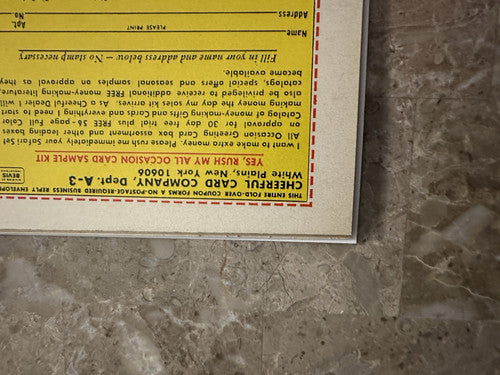 THIS ENTIRE FOLD-OVER COUPON FORMS A NO-POSTAGE-REQUIRED BUSINESS REPLY ENVELOPE
CHEERFUL CARD COMPANY, Dept. A-3
White Plains, New York 10606
BEVIS
YES, RUSH MY ALL OCCASION CARD SAMPLE KIT
I want to make extra money. Please rush me immediately your Safari Set
All Occasion Greeting Card Box assortment and other leading boxes
on approval for 30 day free trial plus FREE 36-page Full Color
Catalog of money-making Gifts and Cards and everything I need to start
making money the day my sales kit arrives. As a Cheerful Dealer I will
also be privileged to receive additional FREE money-making literature,
catalogs, special offers and seasonal samples on approval as they
become available.
Fill in your name and address below — No stamp necessary
Name
PLEASE PRINT
Address
Apt.
No